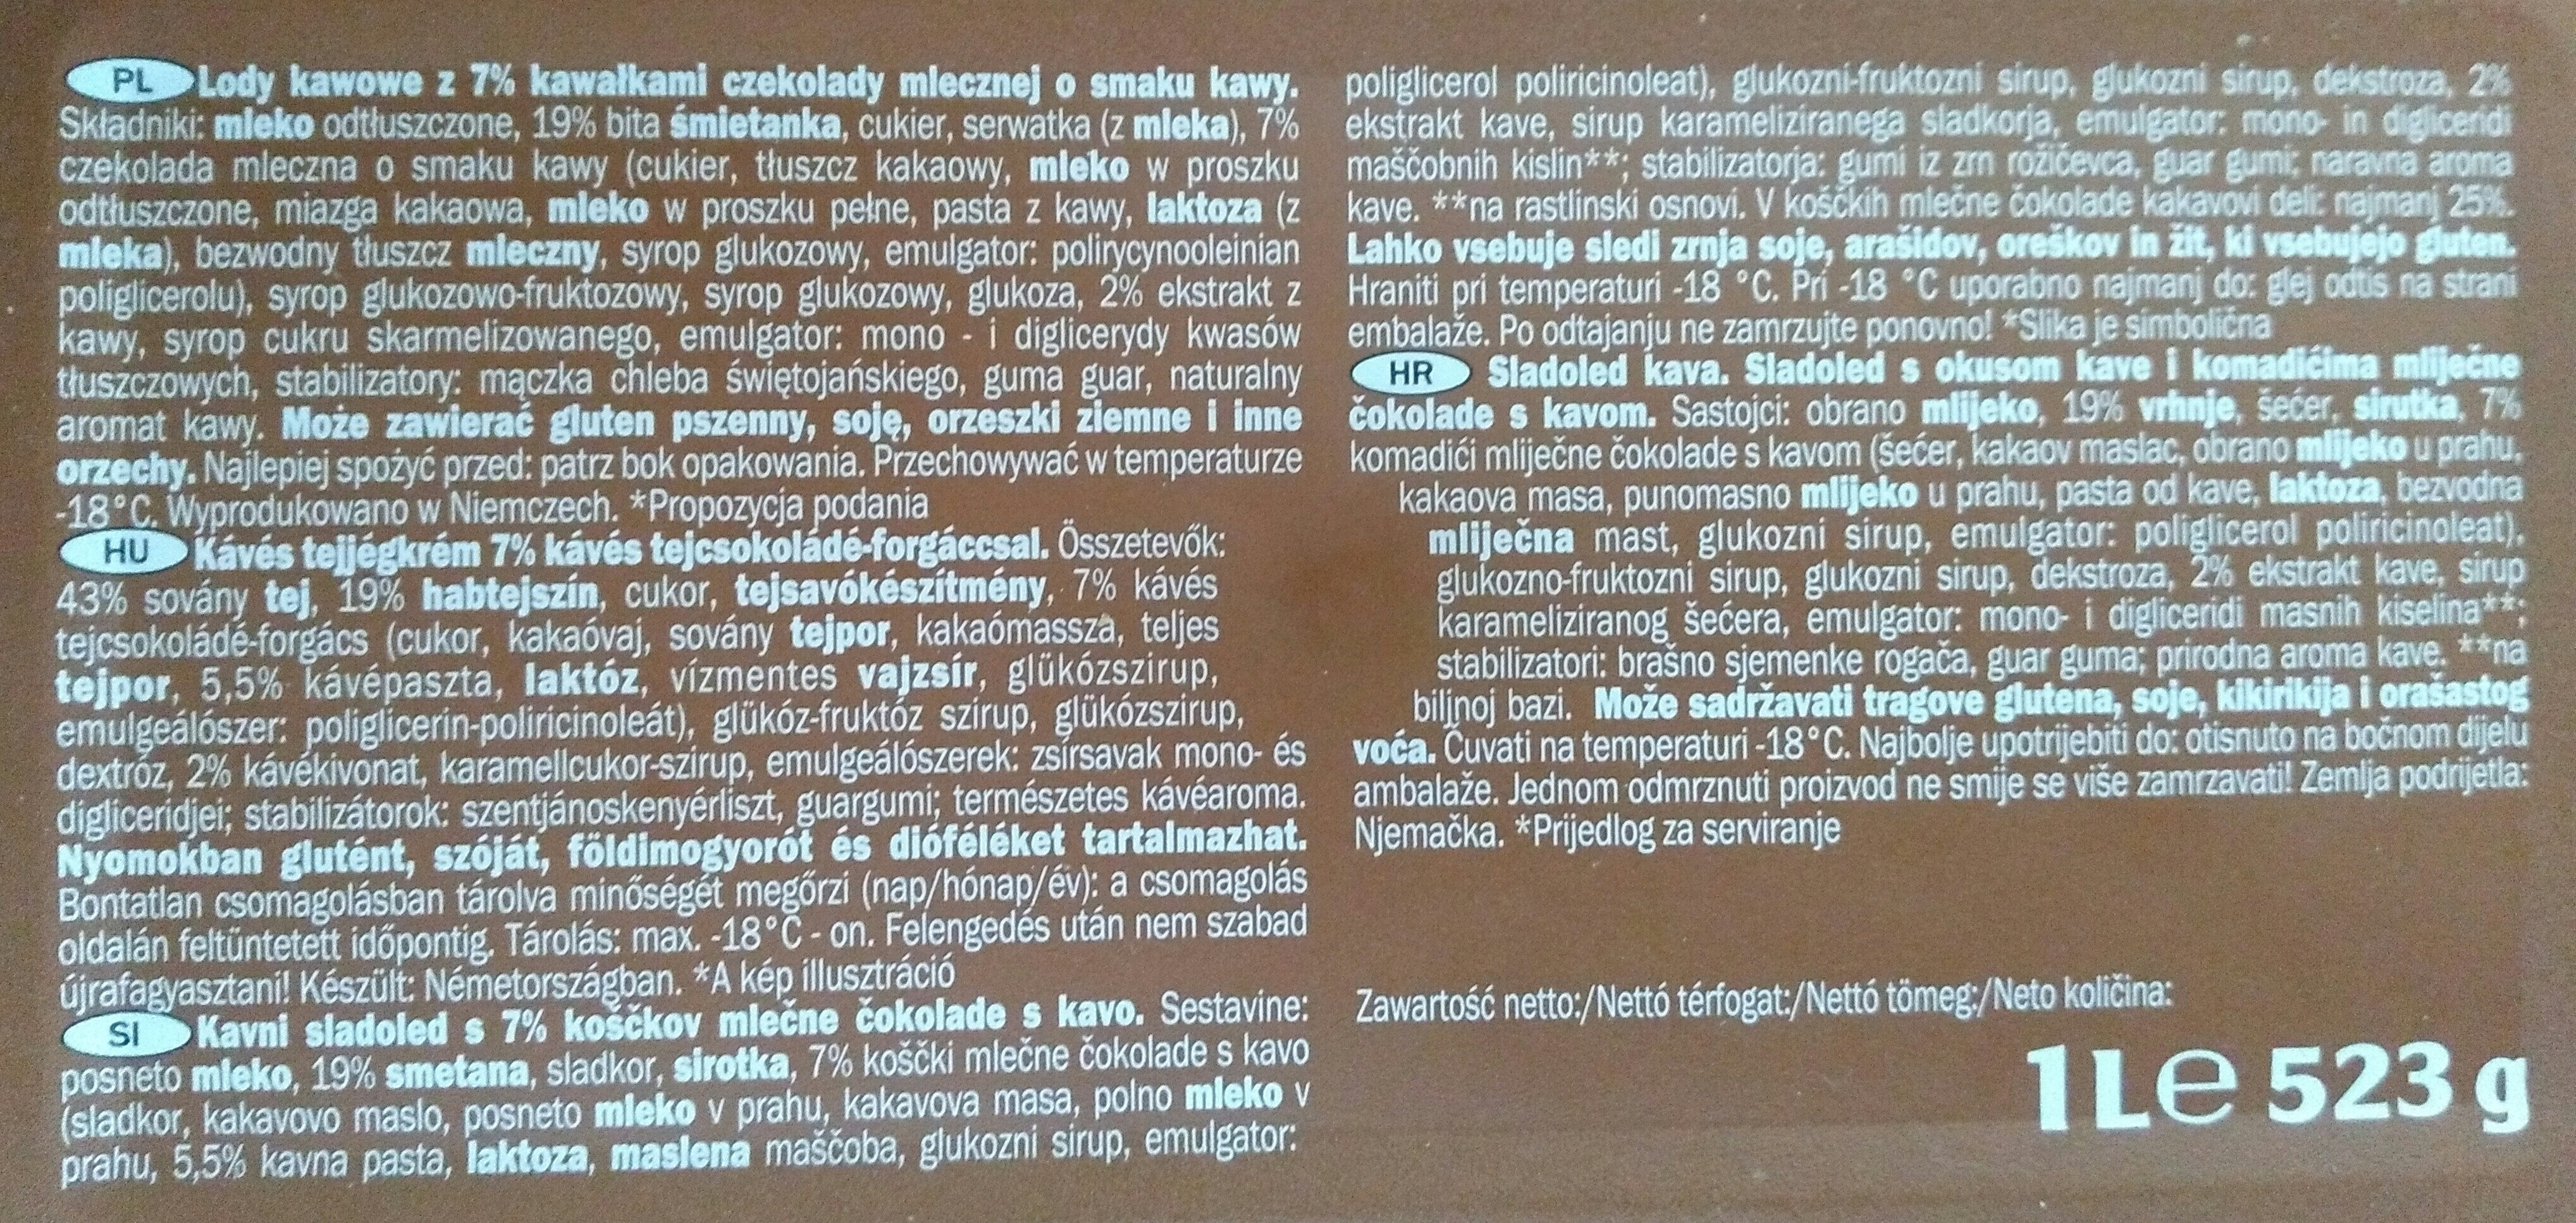 PL Lody kawowe z 7% kawałkami czekolady mlecznej o smaku kawy.
Składniki: mleko odtłuszczone, 19% bita śmietanka, cukier, serwatka (z mleka), 7%
czekolada mleczna o smaku kawy (cukier, tłuszcz kakaowy, mleko w proszku
odtłuszczone, miazga kakaowa, mleko w proszku pełne, pasta z kawy, laktoza (z
mleka), bezwodny tłuszcz mleczny, syrop glukozowy, emulgator: polirycynooleinian
poliglicerolu), syrop glukozowo-fruktozowy, syrop glukozowy, glukoza, 2% ekstrakt z
kawy, syrop cukru skarmelizowanego, emulgator: mono - i diglicerydy kwasów
tłuszczowych, stabilizatory: mączka chleba świętojańskiego, guma guar, naturalny
aromat kawy. Może zawierać gluten pszenny, soję, orzeszki ziemne i inne
orzechy. Najlepiej spożyć przed: patrz bok opakowania. Przechowywać w temperaturze
-18°C. Wyprodukowano w Niemczech. *Propozycja podania
HU Kávés tejjégkrém 7% kávés tejcsokoládé-forgáccsal. Összetevők:
43% sovány tej, 19% habtejszín, cukor, tejsavókészítmény, 7% kávés
tejcsokoládé-forgács (cukor, kakaóvaj, sovány tejpor, kakaómassza, teljes
tejpor, 5,5% kávépaszta, laktóz, vízmentes vajzsír, glükózszirup,
emulgeálószer: poliglicerin-poliricinoleát), glükóz-fruktóz szirup, glükózszirup,
dextróz, 2% kávékivonat, karamellcukor-szirup, emulgeálószerek: zsírsavak mono- és
digliceridjei; stabilizátorok: szentjánoskenyérliszt, guargumi; természetes kávéaroma.
Nyomokban glutént, szóját, földimogyorót és dióféléket tartalmazhat.
Bontatlan csomagolásban tárolva minőségét megőrzi (nap/hónap/év): a csomagolás
oldalán feltüntetett időpontig. Tárolás: max. -18°C - on. Felengedés után nem szabad
újrafagyasztani! Készült: Németországban. *A kép illusztráció
SI Kavni sladoled s 7% koščkov mlečne čokolade s kavo. Sestavine:
posneto mleko, 19% smetana, sladkor, sirotka, 7% koščki mlečne čokolade s kavo
(sladkor, kakavovo maslo, posneto mleko v prahu, kakavova masa, polno mleko v
prahu, 5,5% kavna pasta, laktoza, maslena maščoba, glukozni sirup, emulgator:
poliglicerol poliricinoleat), glukozni-fruktozni sirup, glukozni sirup, dekstroza, 2%
ekstrakt kave, sirup karameliziranega sladkorja, emulgator: mono- in digliceridi
maščobnih kislin**; stabilizatorja: gumi iz zrn rožičevca, guar gumi; naravna aroma
kave. **na rastlinski osnovi. V koščkih mlečne čokolade kakavovi deli: najmanj 25%.
Lahko vsebuje sledi zrnja soje, arašidov, oreškov in žit, ki vsebujejo gluten.
Hraniti pri temperaturi -18 °C. Pri -18 °C uporabno najmanj do: glej odtis na strani
embalaže. Po odtajanju ne zamrzujte ponovno! *Slika je simbolična
HR Sladoled kava. Sladoled s okusom kave i komadićima mliječne
čokolade s kavom. Sastojci: obrano mlijeko, 19% vrhnje, šećer, sirutka, 7%
komadići mliječne čokolade s kavom (šećer, kakaov maslac, obrano mlijeko u prahu,
kakaova masa, punomasno mlijeko u prahu, pasta od kave, laktoza, bezvodna
mliječna mast, glukozni sirup, emulgator: poliglicerol poliricinoleat),
glukozno-fruktozni sirup, glukozni sirup, dekstroza, 2% ekstrakt kave, sirup
karameliziranog šećera, emulgator: mono- i digliceridi masnih kiselina**;
stabilizatori: brašno sjemenke rogača, guar guma; prirodna aroma kave. **na
biljnoj bazi. Može sadržavati tragove glutena, soje, kikirikija i orašastog
voća. Čuvati na temperaturi -18°C. Najbolje upotrijebiti do: otisnuto na bočnom dijelu
ambalaže. Jednom odmrznuti proizvod ne smije se više zamrzavati! Zemlja podrijetla:
Njemačka. *Prijedlog za serviranje
Zawartość netto:/Nettó térfogat:/Nettó tömeg:/Neto količina:
1L℮ 523 g